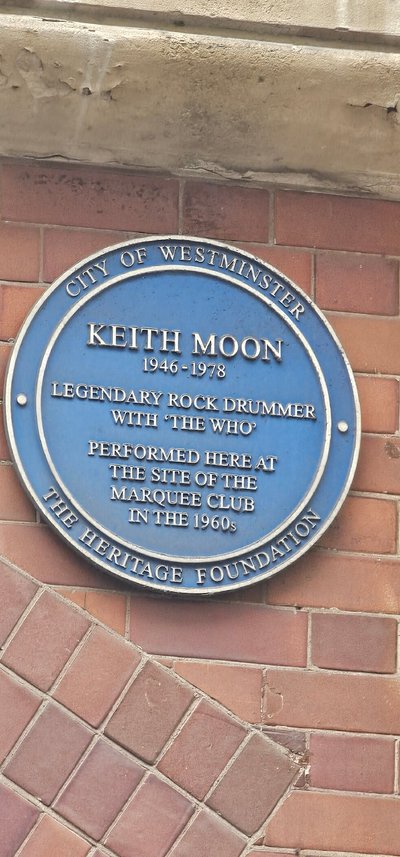 CITY OF WESTMINSTER
KEITH MOON
1946-1978
LEGENDARY ROCK DRUMMER
WITH ‘THE WHO’
PERFORMED HERE AT
THE SITE OF THE
MARQUEE CLUB
IN THE 1960s
THE HERITAGE FOUNDATION